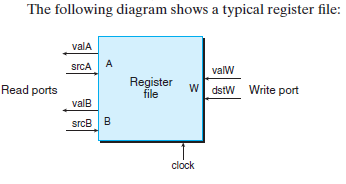 The following diagram shows a typical register file:
valA
srcA
A
Read ports
valB
srcB
B
Register
file
W
valW
dstW
Write port
clock